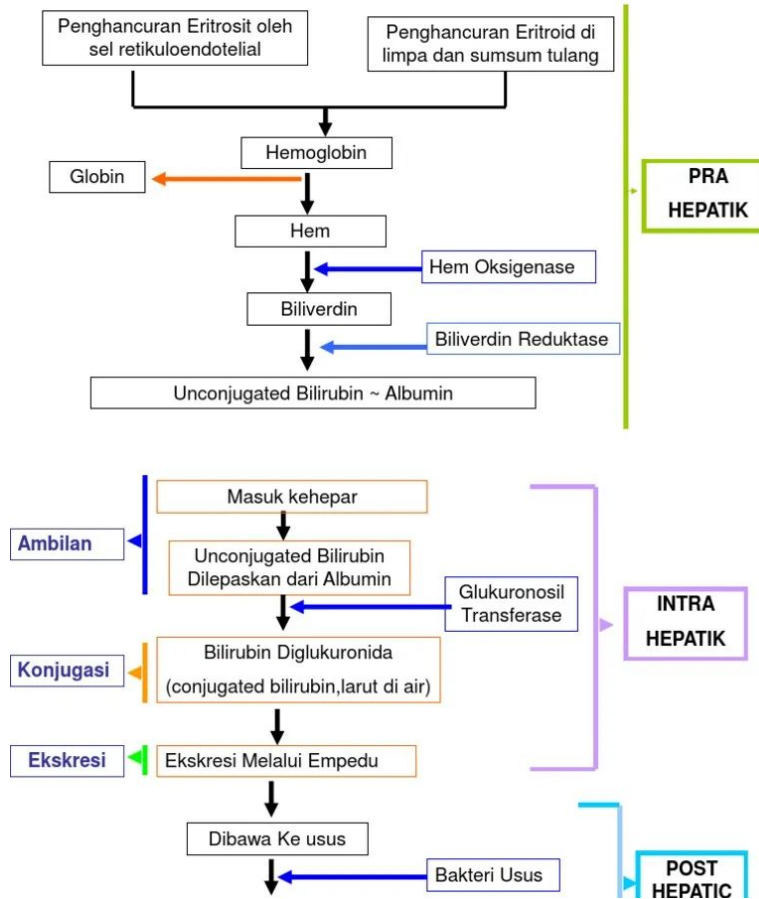 Penghancuran Eritrosit oleh
sel retikuloendotelial
Penghancuran Eritroid di
limpa dan sumsum tulang
Hemoglobin
Globin
PRA
HEPATIK
Hem
Hem Oksigenase
Biliverdin
Biliverdin Reduktase
Unconjugated Bilirubin ~ Albumin
Masuk kehepar
Ambilan
Unconjugated Bilirubin
Dilepaskan dari Albumin
Glukuronosil
Transferase
INTRA
HEPATIK
Konjugasi
Bilirubin Diglukuronida
(conjugated bilirubin,larut di air)
Ekskresi
Ekskresi Melalui Empedu
Dibawa Ke usus
Bakteri Usus
POST
HEPATIC